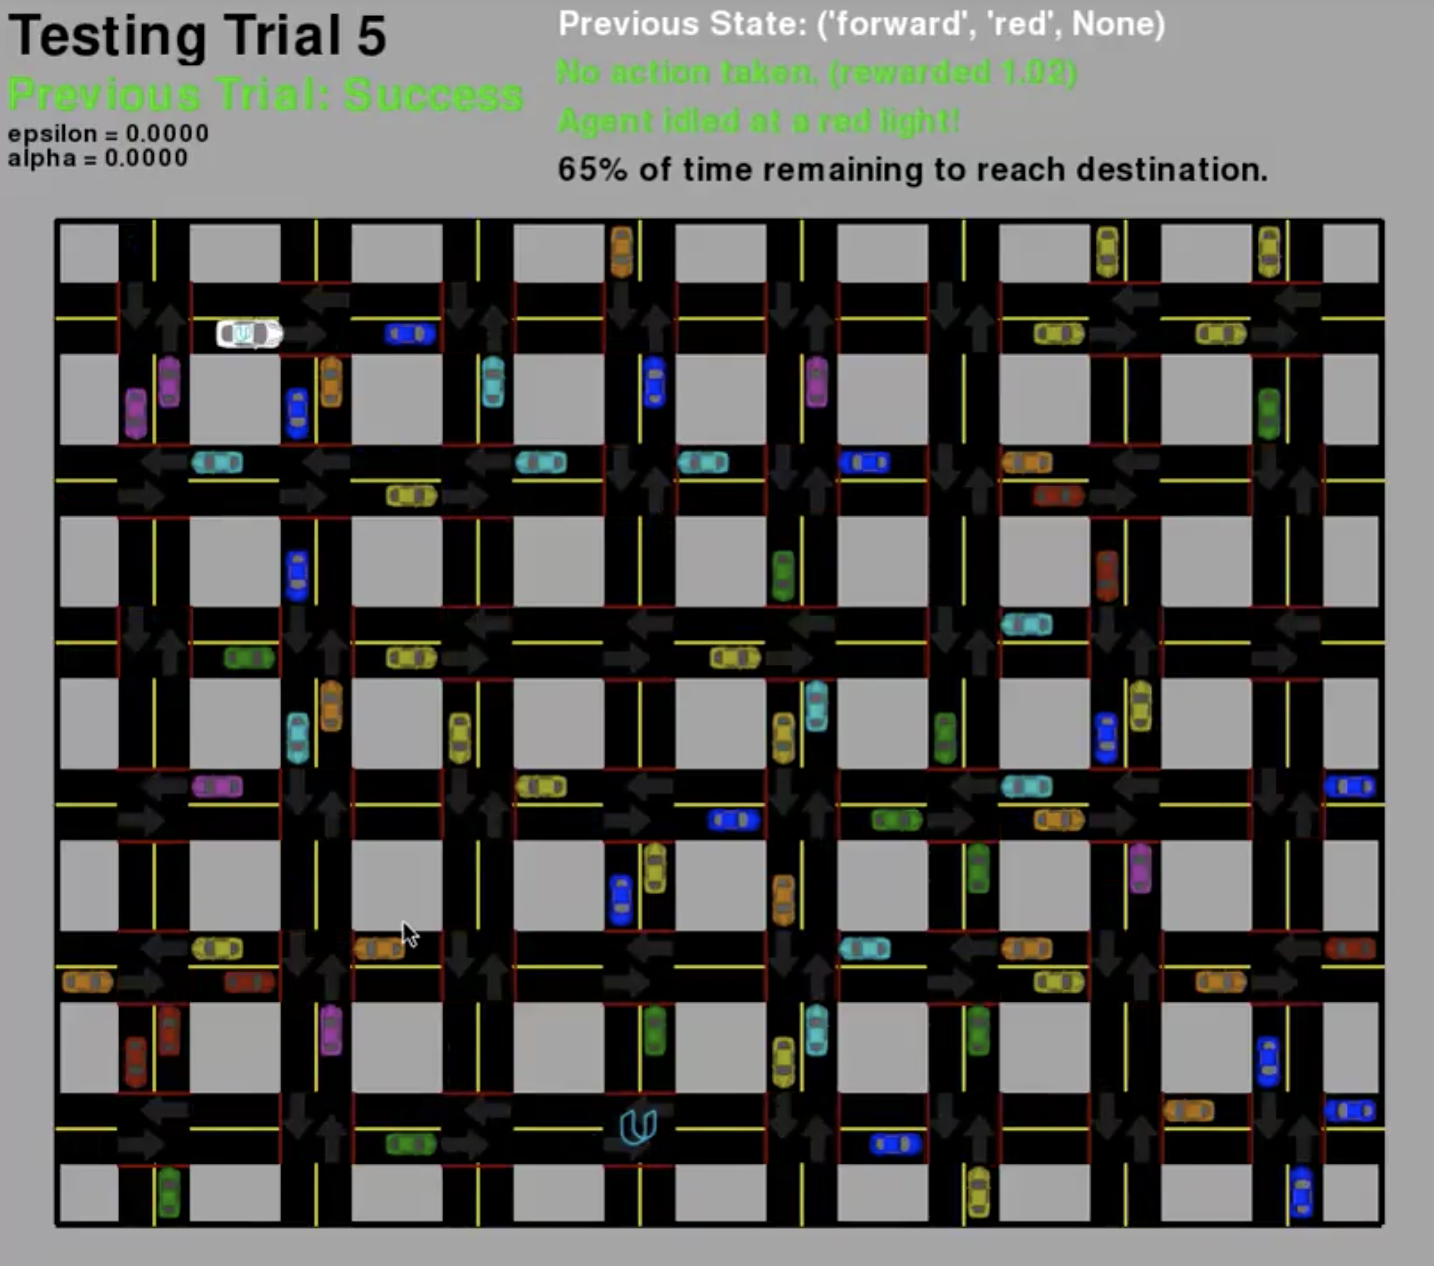 Testing Trial 5
Previous Trial: Success
epsilon = 0.0000
alpha = 0.0000
Previous State: ('forward', 'red', None)
No action taken. (rewarded 1.02)
Agent idled at a red light!
65% of time remaining to reach destination.